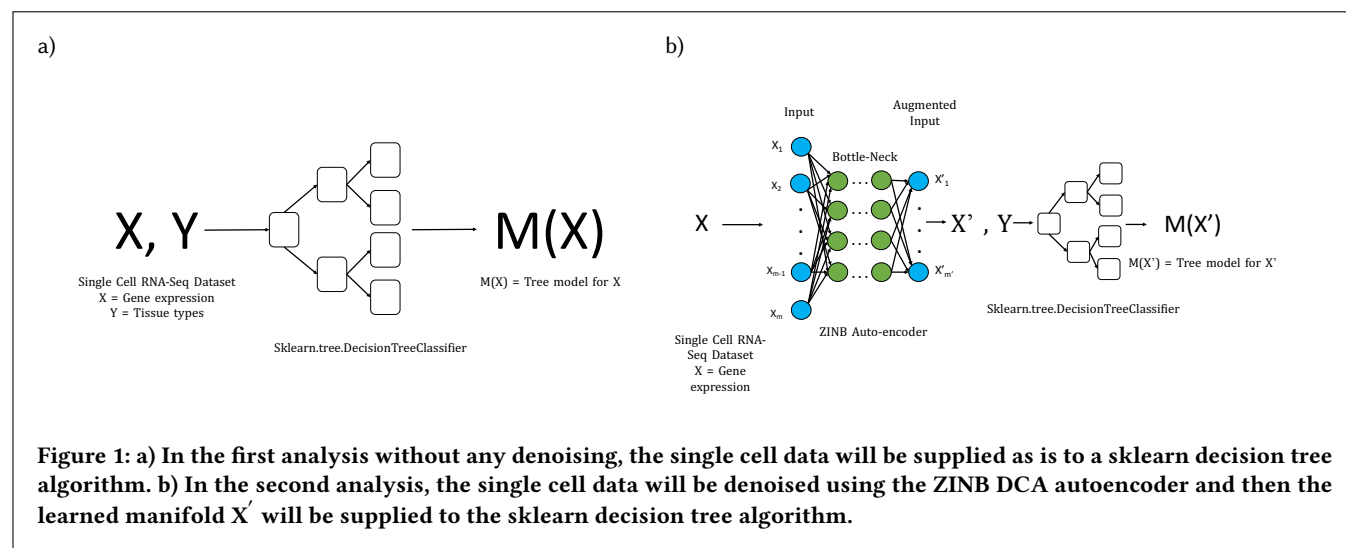 a)
X, Y
Single Cell RNA-Seq Dataset
X = Gene expression
Y = Tissue types
Sklearn.tree.DecisionTreeClassifier
M(X)
M(X) = Tree model for X
b)
Input
Augmented
Input
Bottle-Neck
X
X1
X2
.
.
Xm-1
Xm
...
...
...
...
X'1
.
.
X'm'
X’ , Y
M(X')
M(X’) = Tree model for X’
Sklearn.tree.DecisionTreeClassifier
ZINB Auto-encoder
Single Cell RNA-
Seq Dataset
X = Gene
expression
Figure 1: a) In the first analysis without any denoising, the single cell data will be supplied as is to a sklearn decision tree
algorithm. b) In the second analysis, the single cell data will be denoised using the ZINB DCA autoencoder and then the
learned manifold X′ will be supplied to the sklearn decision tree algorithm.